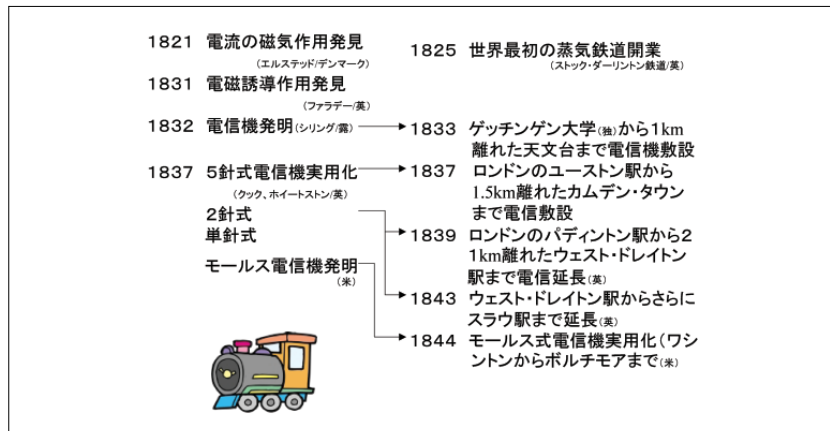 1821 電流の磁気作用発見
(エルステッド/デンマーク)
1831 電磁誘導作用発見
(ファラデー/英)
1832 電信機発明(シリング/露)
1837 5針式電信機実用化
(クック、ホイートストン/英)
2針式
単針式
モールス電信機発明
(米)
1825 世界最初の蒸気鉄道開業
(ストック・ダーリントン鉄道/英)
1833 ゲッチンゲン大学(独)から1km
離れた天文台まで電信機敷設
1837 ロンドンのユーストン駅から
1.5km離れたカムデン・タウン
まで電信敷設
1839 ロンドンのパディントン駅から2
1km離れたウェスト・ドレイトン
駅まで電信延長(英)
1843 ウェスト・ドレイトン駅からさらに
スラウ駅まで延長(英)
1844 モールス式電信機実用化(ワシ
ントンからボルチモアまで(米)